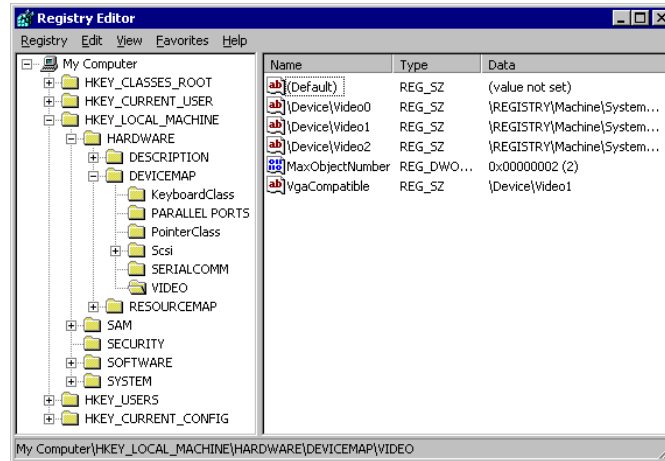 Registry Editor
Registry Edit View Favorites Help
My Computer
HKEY_CLASSES_ROOT
HKEY_CURRENT_USER
HKEY_LOCAL_MACHINE
HARDWARE
DESCRIPTION
DEVICEMAP
KeyboardClass
PARALLEL PORTS
PointerClass
Scsi
SERIALCOMM
VIDEO
RESOURCEMAP
SAM
SECURITY
SOFTWARE
SYSTEM
HKEY_USERS
HKEY_CURRENT_CONFIG
Name Type Data
(Default) REG_SZ (value not set)
\Device\Video0 REG_SZ \REGISTRY\Machine\System...
\Device\Video1 REG_SZ \REGISTRY\Machine\System...
\Device\Video2 REG_SZ \REGISTRY\Machine\System...
MaxObjectNumber REG_DWO... 0x00000002 (2)
VgaCompatible REG_SZ \Device\Video1
My Computer\HKEY_LOCAL_MACHINE\HARDWARE\DEVICEMAP\VIDEO